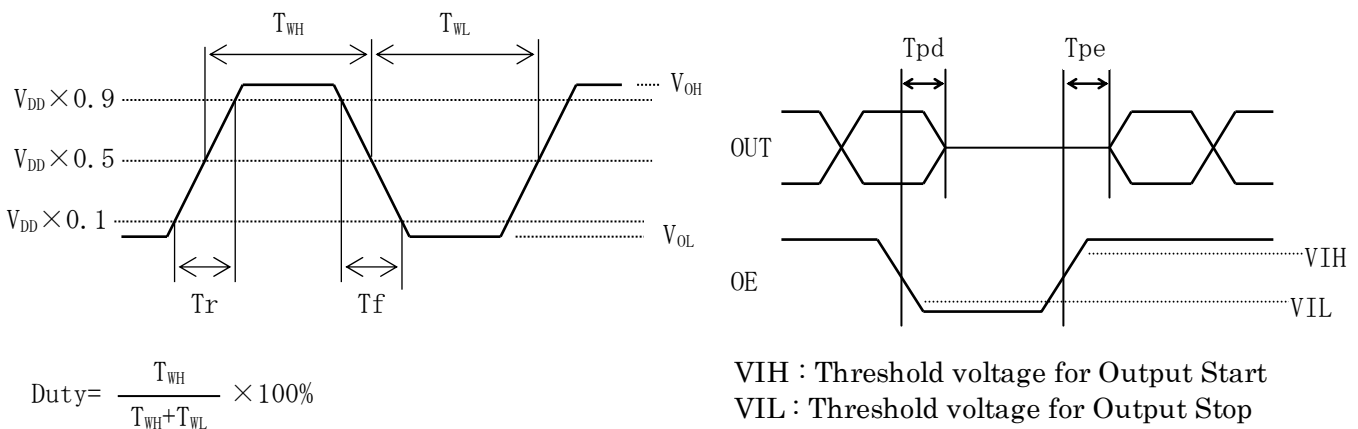 T_WH
T_WL
V_DD×0.9
V_DD×0.5
V_DD×0.1
V_OH
V_OL
Tr
Tf
Duty= T_WH / T_WH+T_WL ×100%
Tpd
Tpe
OUT
OE
VIH
VIL
VIH : Threshold voltage for Output Start
VIL : Threshold voltage for Output Stop